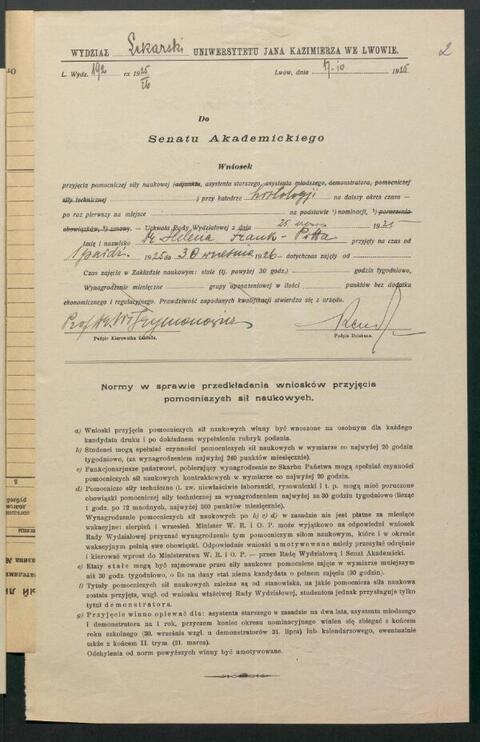 WYDZIAŁ Lekarski UNIWERSYTETU JANA KAZIMIERZA WE LWOWIE.
2
L. Wydz. 192 ex 1925/26 Lwow, dnia 7-10 1925
Do
Senatu Akademickiego
Wniosek
przyjęcia pomocniczej siły naukowej (adjunkta, asystenta starszego, asystenta młodszego, demonstratora, pomocniczej
siły technicznej ) przy katedrze histologji na dalszy okres czasu —
po raz pierwszy na miejsce na podstawie ¹) nominacji, ¹) porozumienia
obowiązków, ¹) umowy. — Uchwała Rady Wydziałowej z dnia 25 1925
Imię i nazwisko Dr Helena Frank-Pitta przyjęty na czas od
1 paźdz. 1925 do 30 września 1926 — dotychczas zajęty od
Czas zajęcia w Zakładzie naukowym: stale (tj. powyżej 30 godz.) godzin tygodniowo,
Wynagrodzenie miesięczne grupy uposażeniowej w ilości punktów bez dodatku
ekonomicznego i regulacyjnego. Prawdziwość zapodanych kwalifikacji stwierdza się z urzędu.
Prof. Dr. W. Szymonowicz
Podpis Kierownika Zakładu. Podpis Dziekana.
Normy w sprawie przedkładania wniosków przyjęcia
pomocniczych sił naukowych.
a) Wnioski przyjęcia pomocniczych sił naukowych winny być wnoszone na osobnym dla każdego
kandydata druku i po dokładnem wypełnieniu rubryk podania.
b) Studenci mogą spełniać czynności pomocniczych sił naukowych w wymiarze co najwyżej 20 godzin
tygodniowo, (za wynagrodzeniem najwyżej 240 punktów miesięcznie).
c) Funkcjonarjusze państwowi, pobierający wynagrodzenie ze Skarbu Państwa mogą spełniać czynności
pomocniczych sił naukowych kontraktowych w wymiarze co najwyżej 20 godzin.
d) Pomocnicze siły techniczne (t. zw. niewłaściwe laborantki, rysowniczki i t. p.) mogą mieć poruczone
obowiązki pomocniczej siły technicznej za wynagrodzeniem najwyżej za 30 godzin tygodniowo (licząc
1 godz. po 12 mnożnych, najwyżej 360 punktów miesięcznie).
Wynagrodzenie pomocniczych sił naukowych po b) c) d) w zasadzie nie jest płatne za miesiące
wakacyjne: sierpień i wrzesień. Minister W. R. i O. P. może wyjątkowo na odpowiedni wniosek
Rady Wydziałowej przyznać wynagrodzenie tym pomocniczym siłom naukowym, które i w okresie
wakacyjnym pełnią swe obowiązki. Odpowiednie wnioski umotywowane należy przesyłać odrębnie
i kierować wprost do Ministerstwa W. R. i O. P. — przez Radę Wydziałową i Senat Akademicki.
e) Etaty stałe mogą być zajmowane przez siły naukowe pomocnicze zajęte w wymiarze mniejszym
niż 30 godzin tygodniowo, o ile na dany etat niema kandydata o pełnem zajęciu (30 godzin).
f) Tytuły pomocniczych sił naukowych zależne są od stanowiska, na jakie pomocnicza siła naukowa
została przyjęta, wzgl. od wniosku właściwej Rady Wydziałowej, studentom jednak przysługuje tylko
tytuł demonstratora.
g) Przyjęcie winno opiewać dla: asystenta starszego w zasadzie na dwa lata, asystenta młodszego
i demonstratora na 1 rok, przyczem koniec okresu nominacyjnego winien się zbiegać z końcem
roku szkolnego (30. września wzgl. u demonstratorów 31. lipca) lub kalendarzowego, ewentualnie
także z końcem II. trym. (31. marca).
Odchylenia od norm powyższych winny być umotywowane.